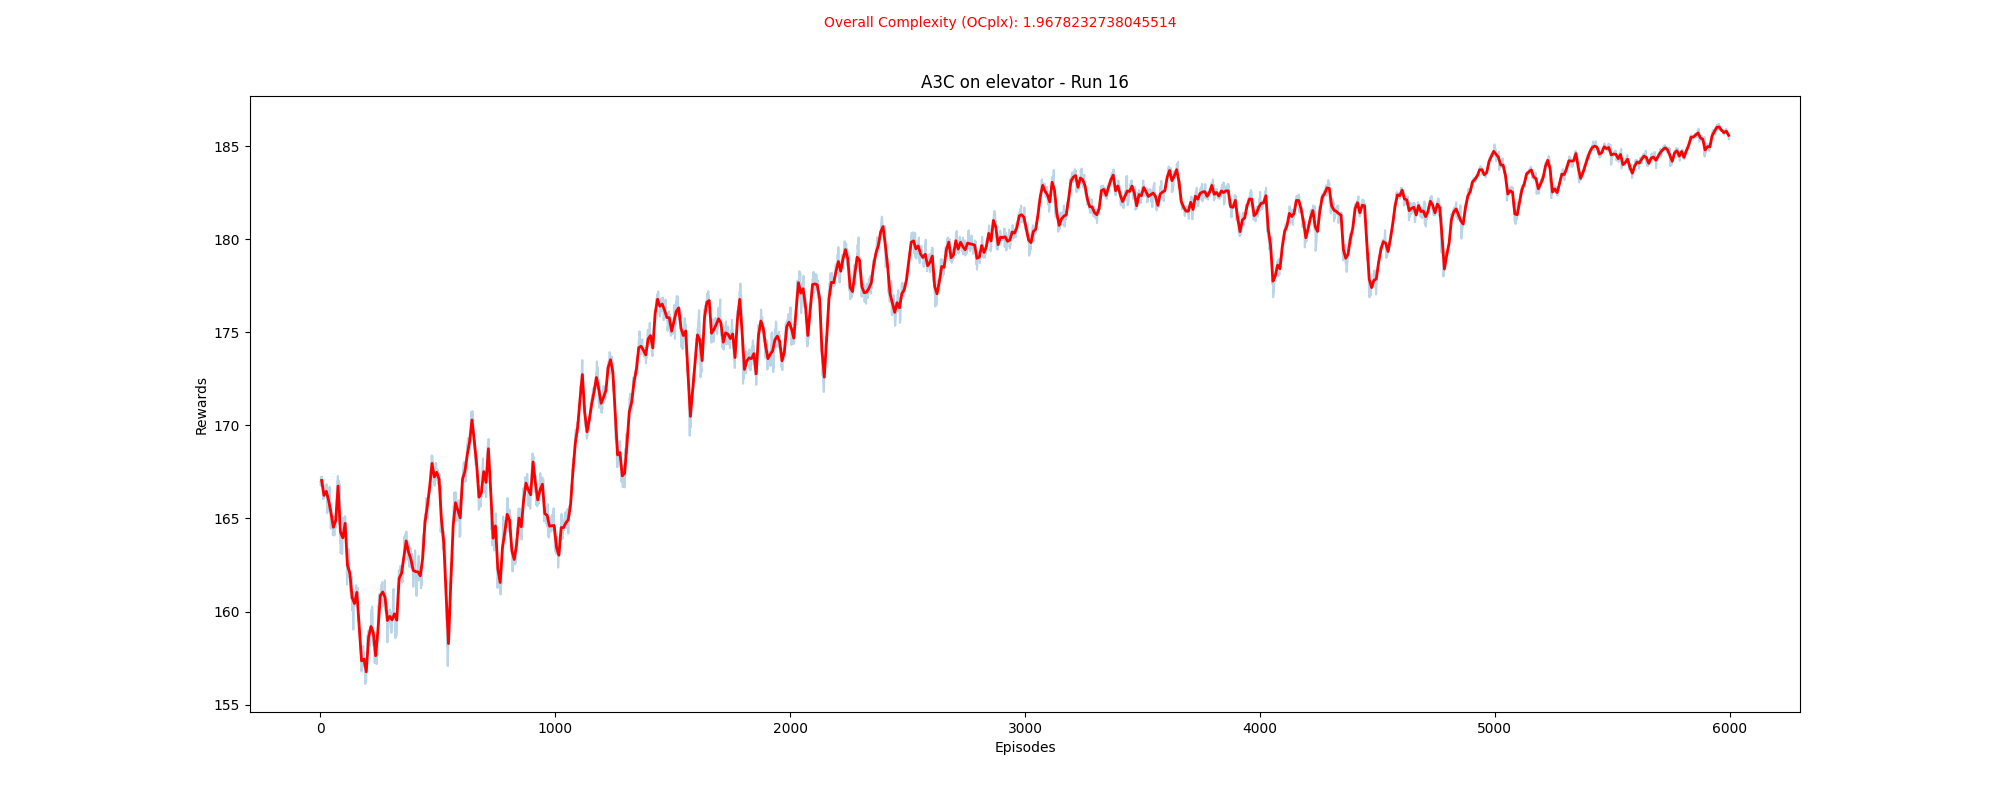 Overall Complexity (OCplx): 1.9678232738045514
A3C on elevator - Run 16
185
180
175
170
165
160
155
Rewards
0 1000 2000 3000 4000 5000 6000
Episodes